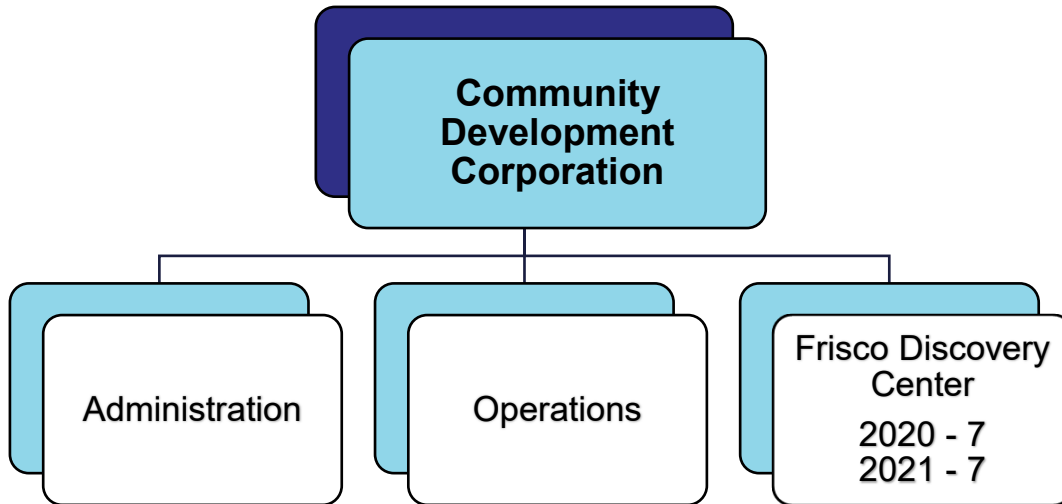 Community
Development
Corporation
Administration
Operations
Frisco Discovery
Center
2020 - 7
2021 - 7